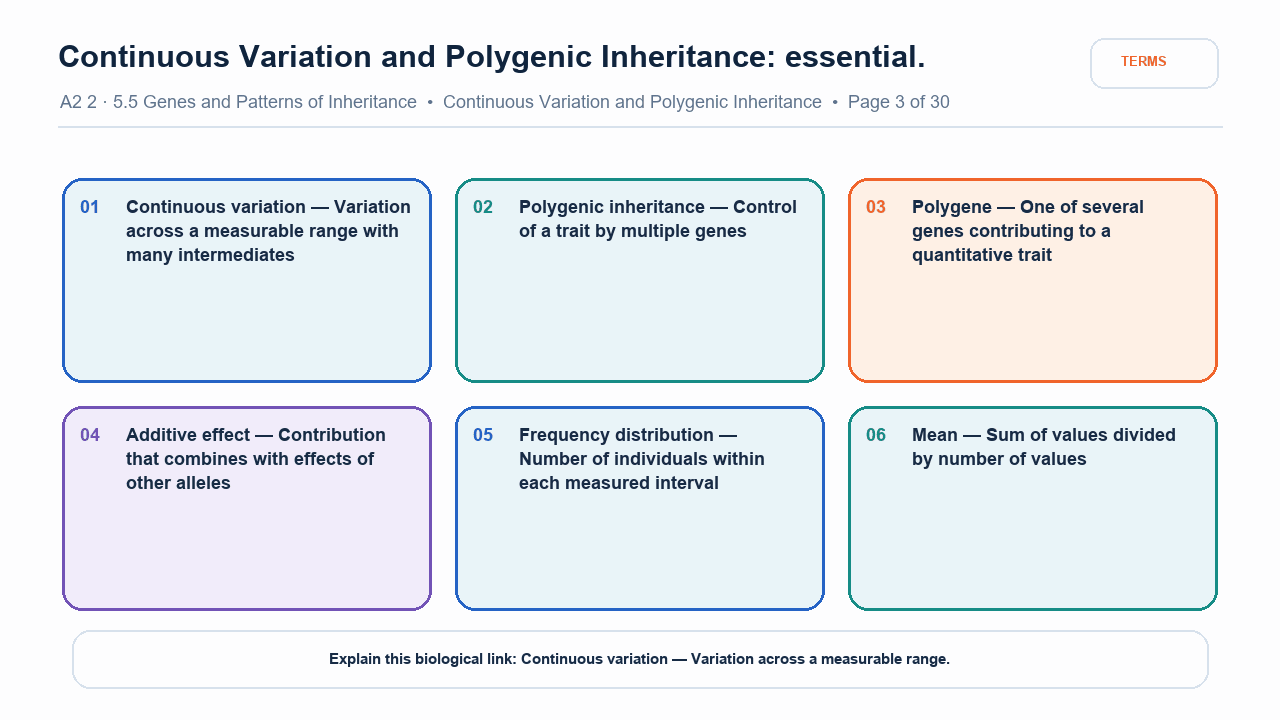 Continuous Variation and Polygenic Inheritance: essential.
TERMS
A2 2 · 5.5 Genes and Patterns of Inheritance • Continuous Variation and Polygenic Inheritance • Page 3 of 30
01
Continuous variation — Variation
across a measurable range with
many intermediates
02
Polygenic inheritance — Control
of a trait by multiple genes
03
Polygene — One of several
genes contributing to a
quantitative trait
04
Additive effect — Contribution
that combines with effects of
other alleles
05
Frequency distribution —
Number of individuals within
each measured interval
06
Mean — Sum of values divided
by number of values
Explain this biological link: Continuous variation — Variation across a measurable range.